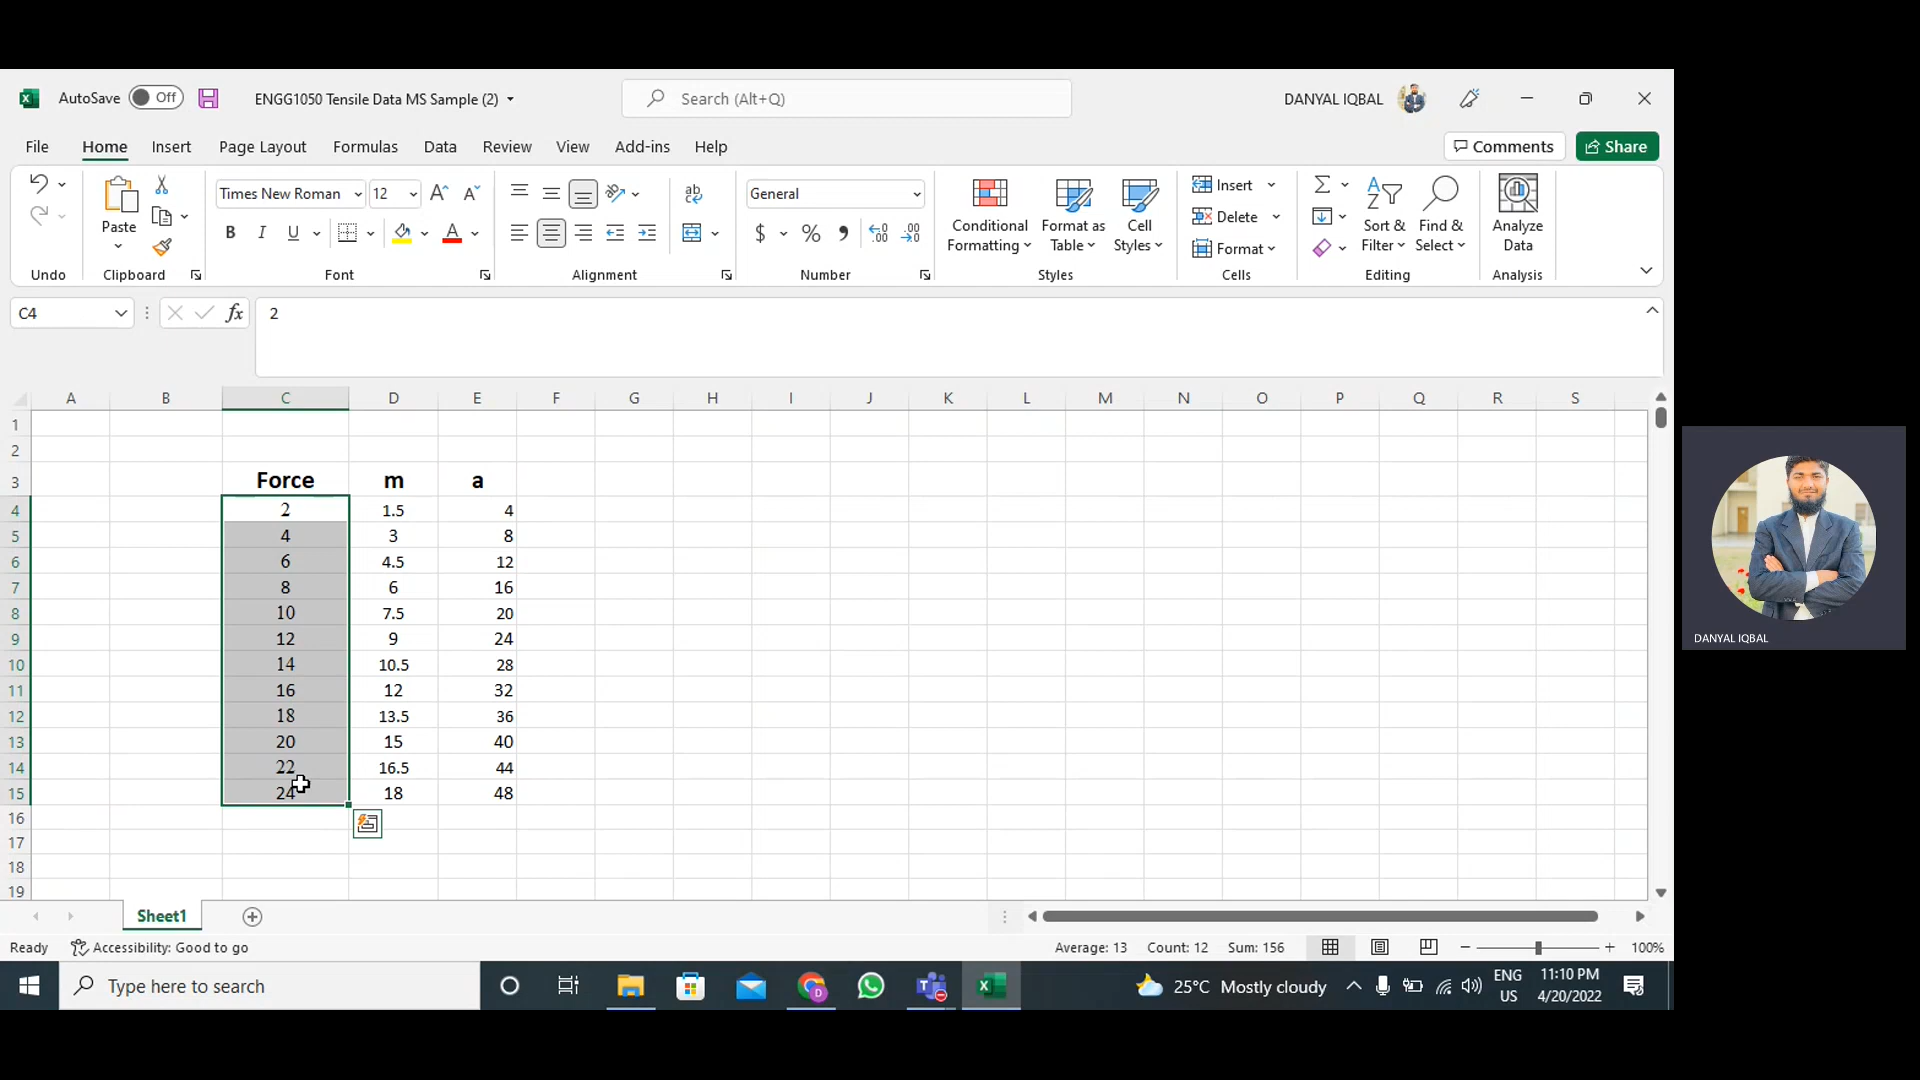 AutoSave Off ENGG1050 Tensile Data MS Sample (2) Search (Alt+Q) DANYAL IQBAL
File Home Insert Page Layout Formulas Data Review View Add-ins Help Comments Share
Times New Roman 12 General
Paste
B I U $ %
Conditional Formatting
Format as Table
Cell Styles
Insert
Delete
Format
Sort & Filter
Find & Select
Analyze Data
Undo Clipboard Font Alignment Number Styles Cells Editing Analysis
C4 fx 2
A B C D E F G H I J K L M N O P Q R S
1
2
3 Force m a
4 2 1.5 4
5 4 3 8
6 6 4.5 12
7 8 6 16
8 10 7.5 20
9 12 9 24
10 14 10.5 28
11 16 12 32
12 18 13.5 36
13 20 15 40
14 22 16.5 44
15 24 18 48
16
17
18
19
DANYAL IQBAL
Sheet1
Ready Accessibility: Good to go Average: 13 Count: 12 Sum: 156 100%
Type here to search 25°C Mostly cloudy ENG US 11:10 PM 4/20/2022